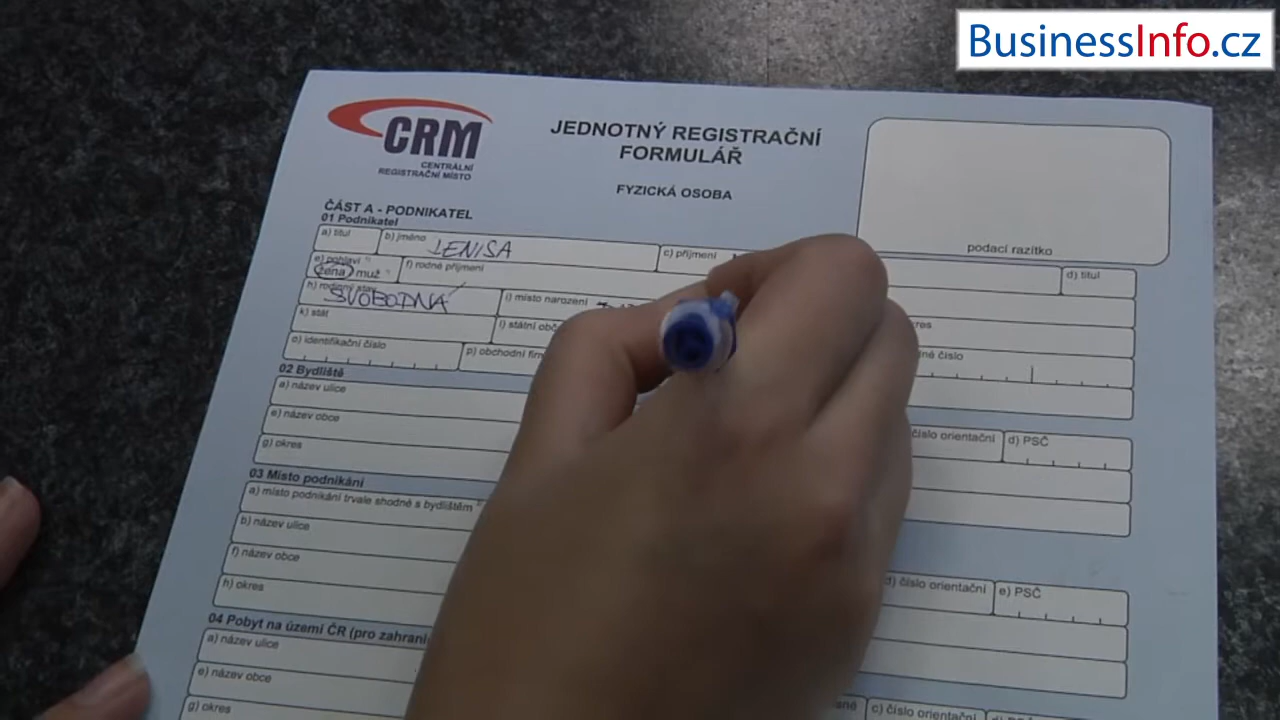 BusinessInfo.cz
CRM
CENTRÁLNÍ
REGISTRAČNÍ MÍSTO
JEDNOTNÝ REGISTRAČNÍ
FORMULÁŘ
FYZICKÁ OSOBA
podací razítko
ČÁST A - PODNIKATEL
01 Podnikatel
a) titul b) jméno LENISA c) příjmení d) titul
e) pohlaví žena muž f) rodné příjmení
h) rodinný stav SVOBODNÁ i) místo narození
k) stát l) státní číslo
o) identifikační číslo p) obchodní
02 Bydliště
a) název ulice číslo orientační d) PSČ
e) název obce
g) okres
03 Místo podnikání
a) místo podnikání trvale shodné s bydlištěm
b) název ulice d) číslo orientační e) PSČ
f) název obce
h) okres
04 Pobyt na území ČR (pro
a) název ulice
e) název obce
g) okres c) číslo orientační